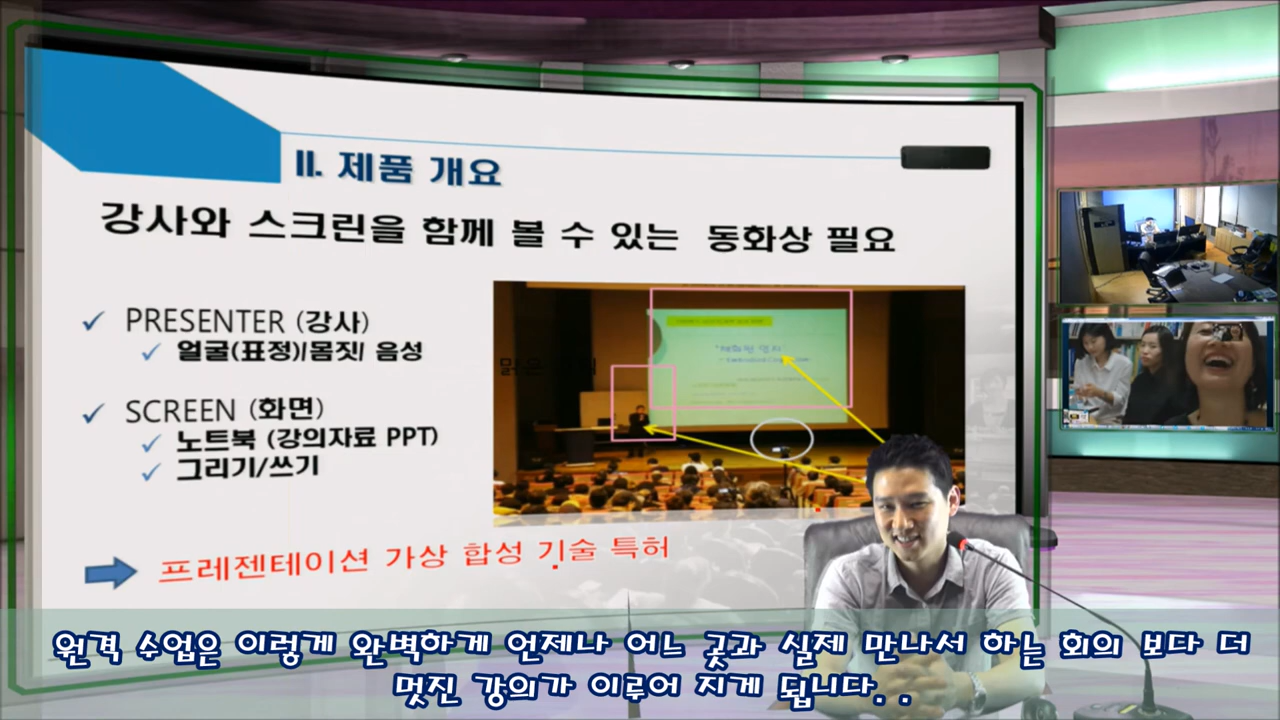 II. 제품 개요
강사와 스크린을 함께 볼 수 있는 동화상 필요
✓ PRESENTER (강사)
✓ 얼굴(표정)/몸짓/ 음성
✓ SCREEN (화면)
✓ 노트북 (강의자료 PPT)
✓ 그리기/쓰기
프레젠테이션 가상 합성 기술 특허
원격 수업은 이렇게 완벽하게 언제나 어느 곳과 실제 만나서 하는 회의 보다 더
멋진 강의가 이루어 지게 됩니다. .